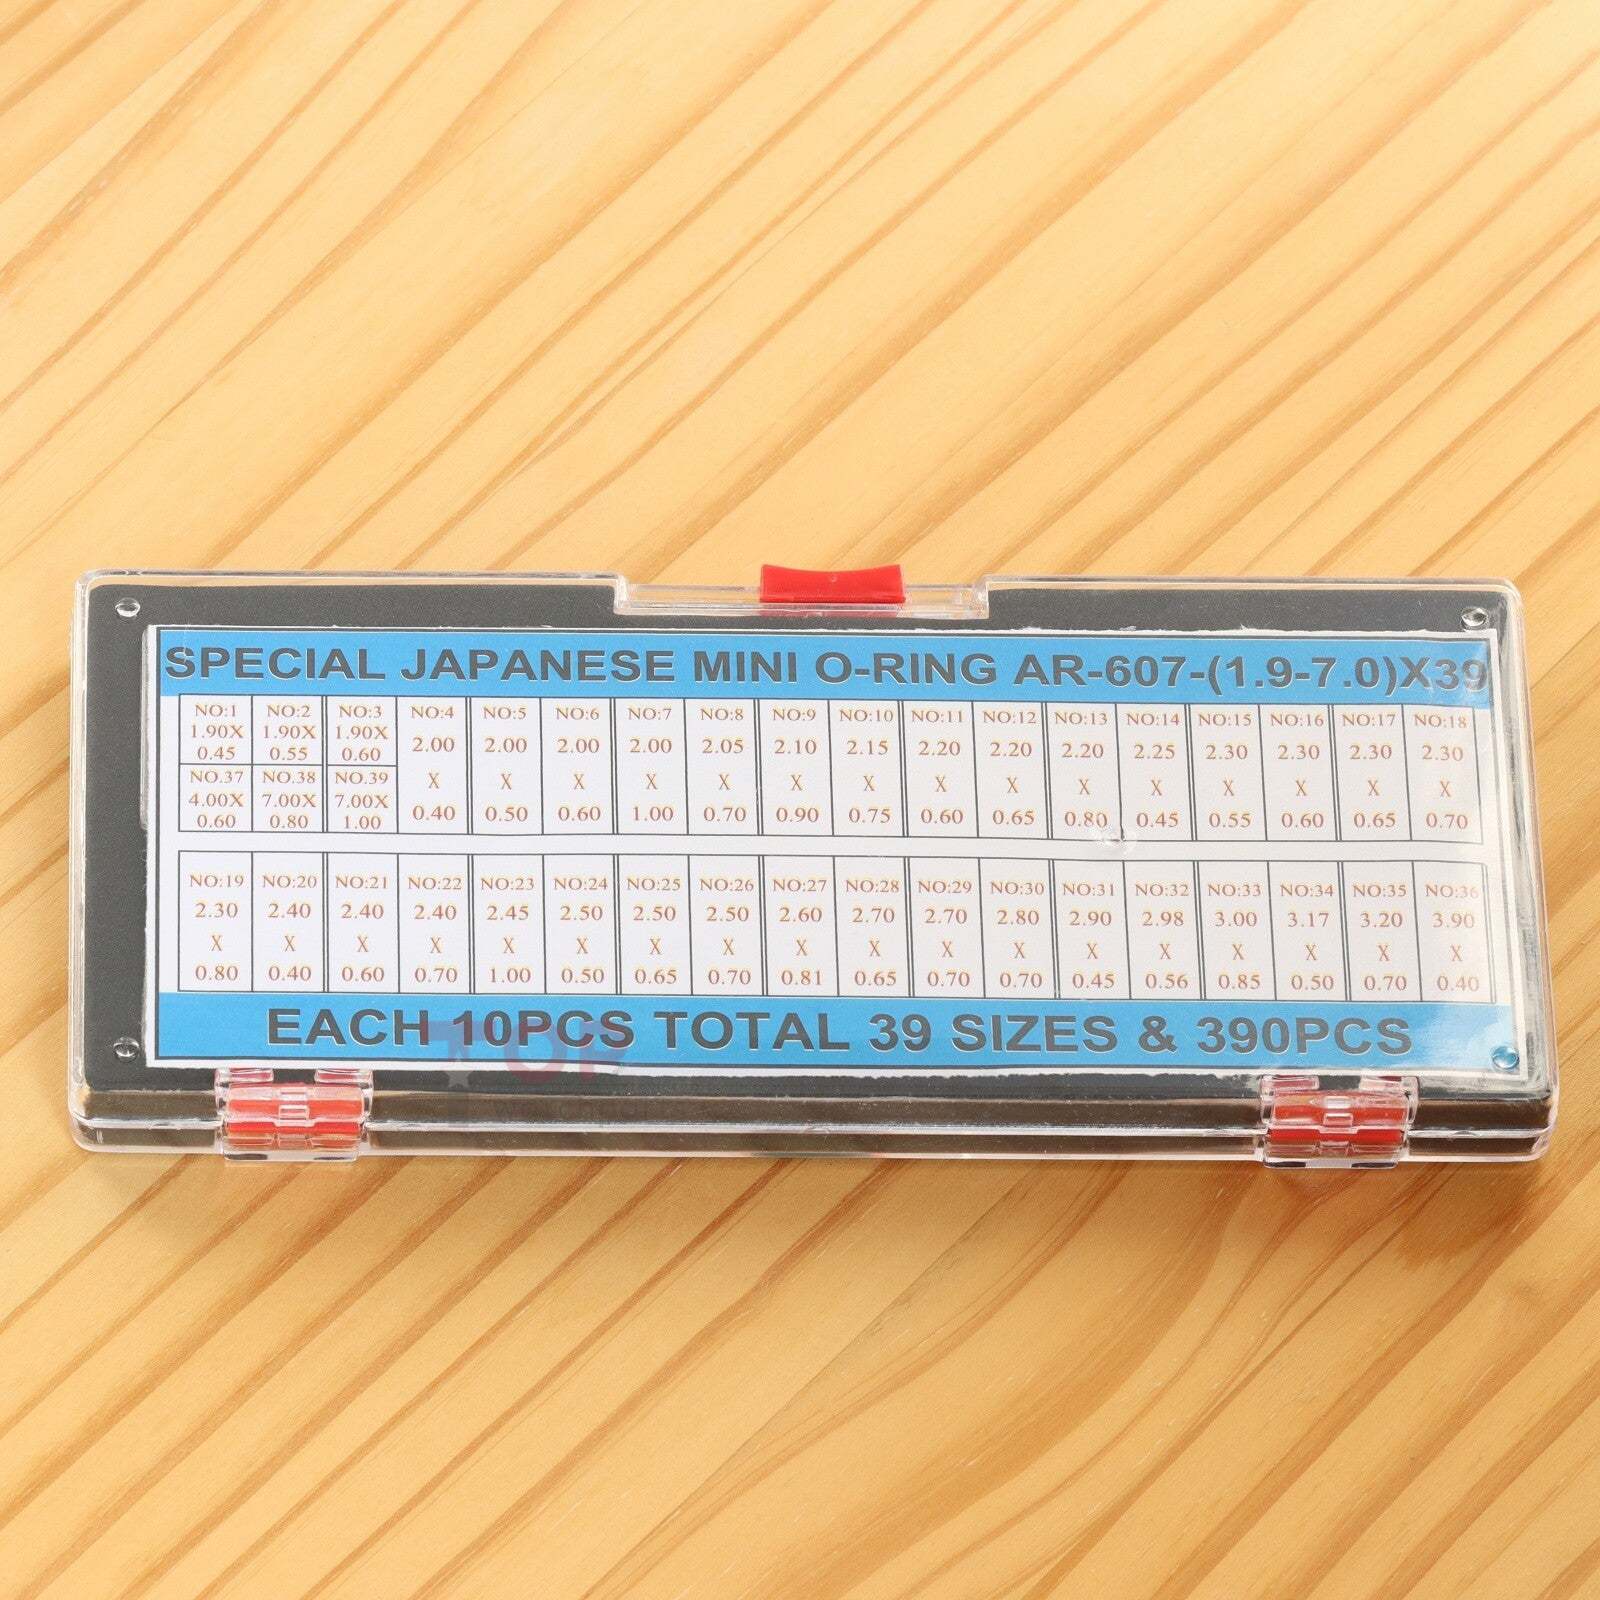 SPECIAL JAPANESE MINI O-RING AR-607-(1.9-7.0)X39
NO:1 NO:2 NO:3 NO:4 NO:5 NO:6 NO:7 NO:8 NO:9 NO:10 NO:11 NO:12 NO:13 NO:14 NO:15 NO:16 NO:17 NO:18
1.90X 1.90X 1.90X 2.00 2.00 2.00 2.00 2.05 2.10 2.15 2.20 2.20 2.20 2.25 2.30 2.30 2.30 2.30
0.45 0.55 0.60
NO.37 NO.38 NO.39 X X X X X X X X X X X X X X X
4.00X 7.00X 7.00X
0.60 0.80 1.00 0.40 0.50 0.60 1.00 0.70 0.90 0.75 0.60 0.65 0.80 0.45 0.55 0.60 0.65 0.70
NO:19 NO:20 NO:21 NO:22 NO:23 NO:24 NO:25 NO:26 NO:27 NO:28 NO:29 NO:30 NO:31 NO:32 NO:33 NO:34 NO:35 NO:36
2.30 2.40 2.40 2.40 2.45 2.50 2.50 2.50 2.60 2.70 2.70 2.80 2.90 2.98 3.00 3.17 3.20 3.90
X X X X X X X X X X X X X X X X X X
0.80 0.40 0.60 0.70 1.00 0.50 0.65 0.70 0.81 0.65 0.70 0.70 0.45 0.56 0.85 0.50 0.70 0.40
EACH 10PCS TOTAL 39 SIZES & 390PCS
TOP